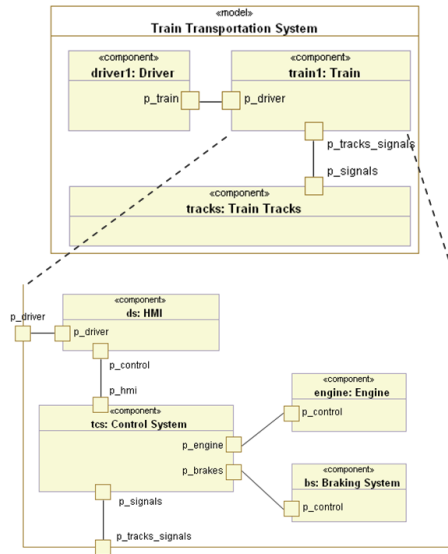 «model»
Train Transportation System
«component»
driver1: Driver
«component»
train1: Train
p_train
p_driver
p_tracks_signals
p_signals
«component»
tracks: Train Tracks
«component»
ds: HMI
p_driver
p_driver
p_control
p_hmi
«component»
tcs: Control System
p_engine
p_brakes
«component»
engine: Engine
p_control
«component»
bs: Braking System
p_control
p_signals
p_tracks_signals